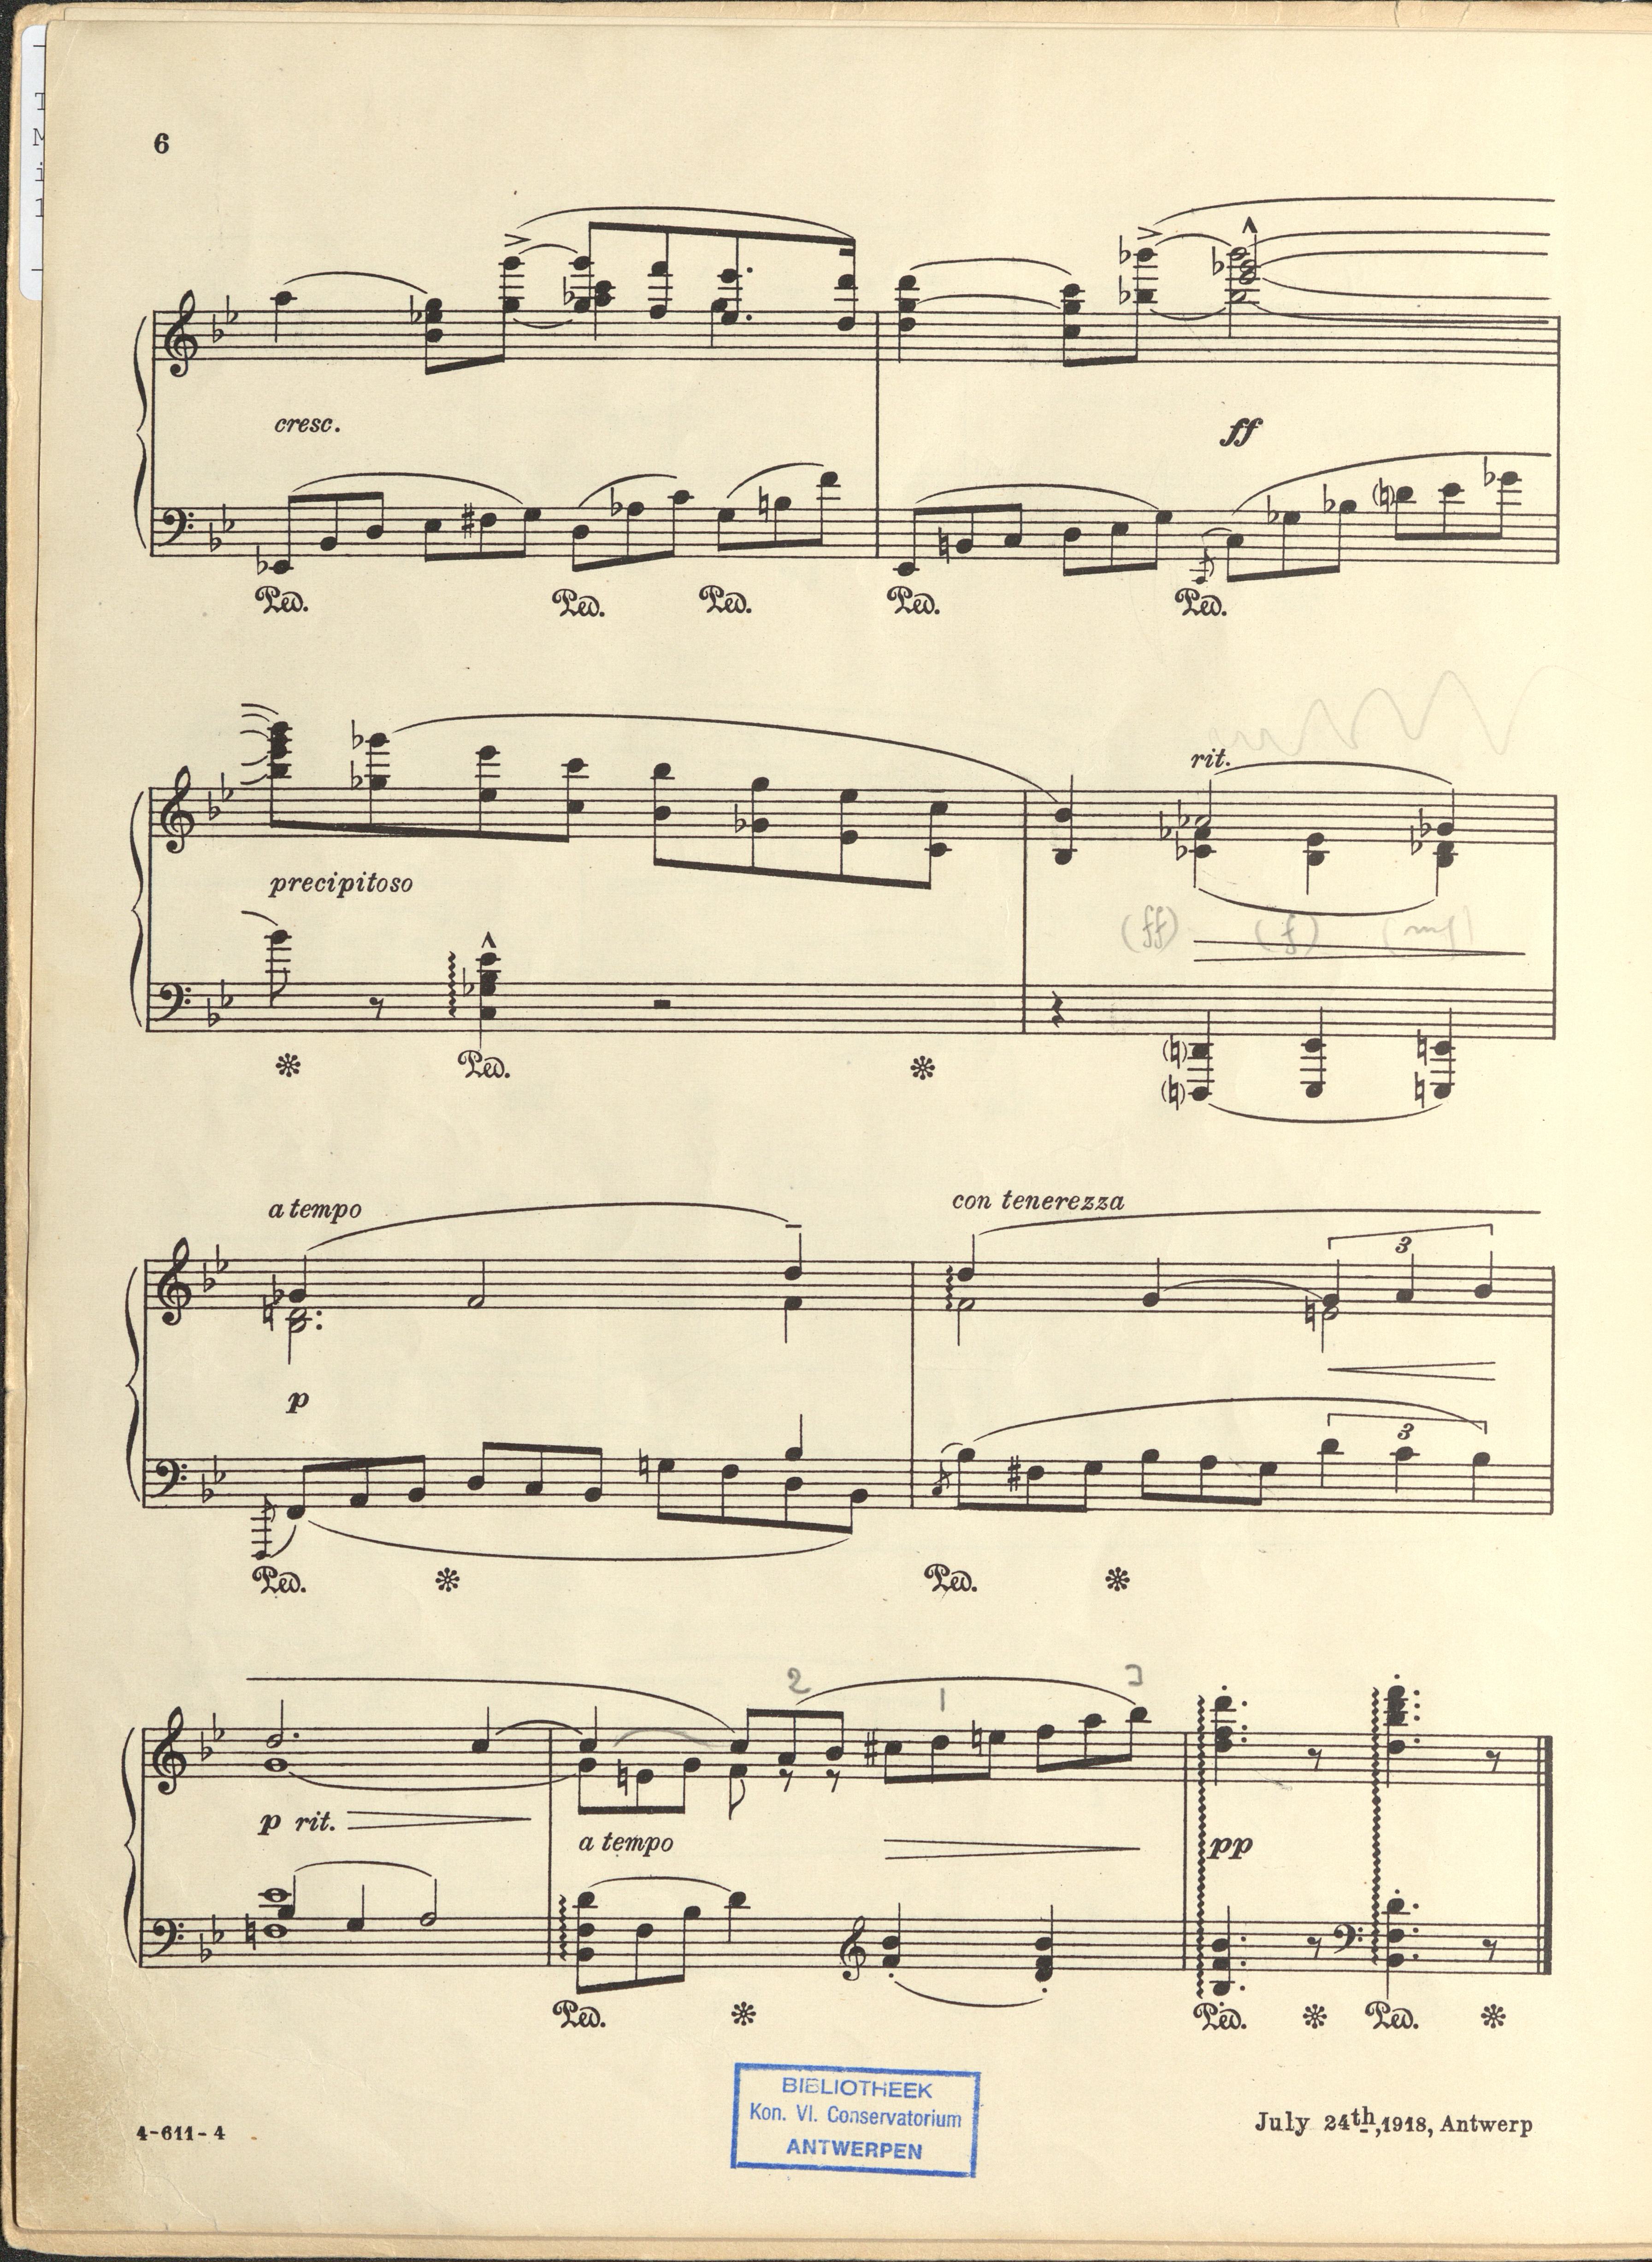 6
T
M
i
1
cresc.
ff
Ped. Ped. Ped. Ped. Ped.
rit.
precipitoso
(ff) (f) (mf)
Ped.
a tempo con tenerezza
3
p
3
Ped. Ped.
2 1 3
p rit.
a tempo
pp
Ped. Ped. Ped.
BIBLIOTHEEK
Kon. Vl. Conservatorium
ANTWERPEN
4-611-4
July 24th, 1918, Antwerp